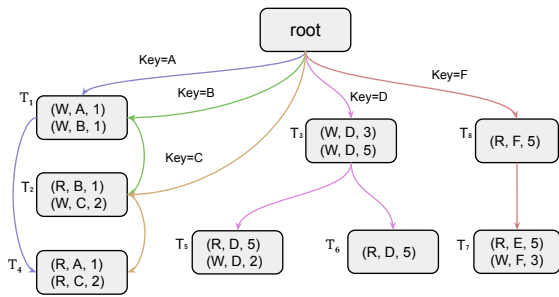 root
Key=A
Key=B
Key=C
Key=D
Key=F
T₁
(W, A, 1)
(W, B, 1)
T₂
(R, B, 1)
(W, C, 2)
T₄
(R, A, 1)
(R, C, 2)
T₃
(W, D, 3)
(W, D, 5)
T₅
(R, D, 5)
(W, D, 2)
T₆
(R, D, 5)
T₈
(R, F, 5)
T₇
(R, E, 5)
(W, F, 3)